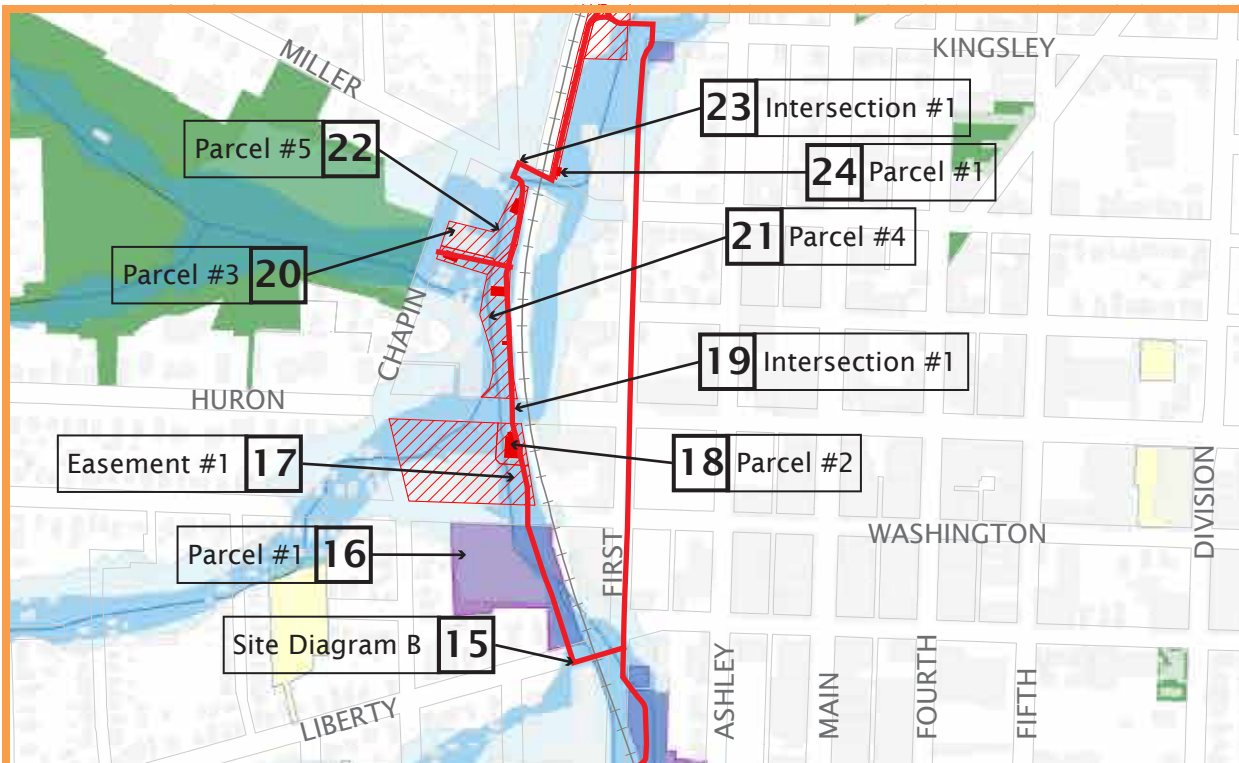 KINGSLEY
MILLER
23 Intersection #1
Parcel #5 22
24 Parcel #1
21 Parcel #4
Parcel #3 20
CHAPIN
19 Intersection #1
HURON
Easement #1 17
18 Parcel #2
DIVISION
WASHINGTON
Parcel #1 16
FIRST
Site Diagram B 15
ASHLEY
MAIN
FOURTH
FIFTH
LIBERTY